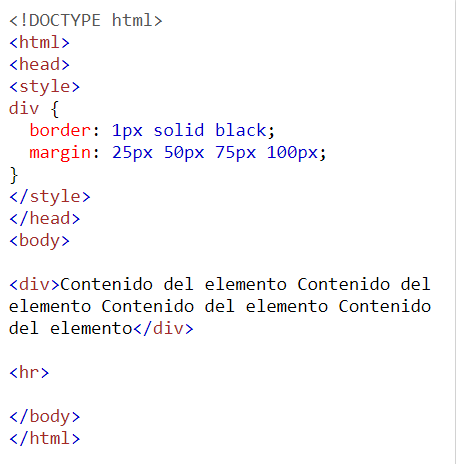 <!DOCTYPE html>
<html>
<head>
<style>
div {
  border: 1px solid black;
  margin: 25px 50px 75px 100px;
}
</style>
</head>
<body>

<div>Contenido del elemento Contenido del
elemento Contenido del elemento Contenido
del elemento</div>

<hr>

</body>
</html>